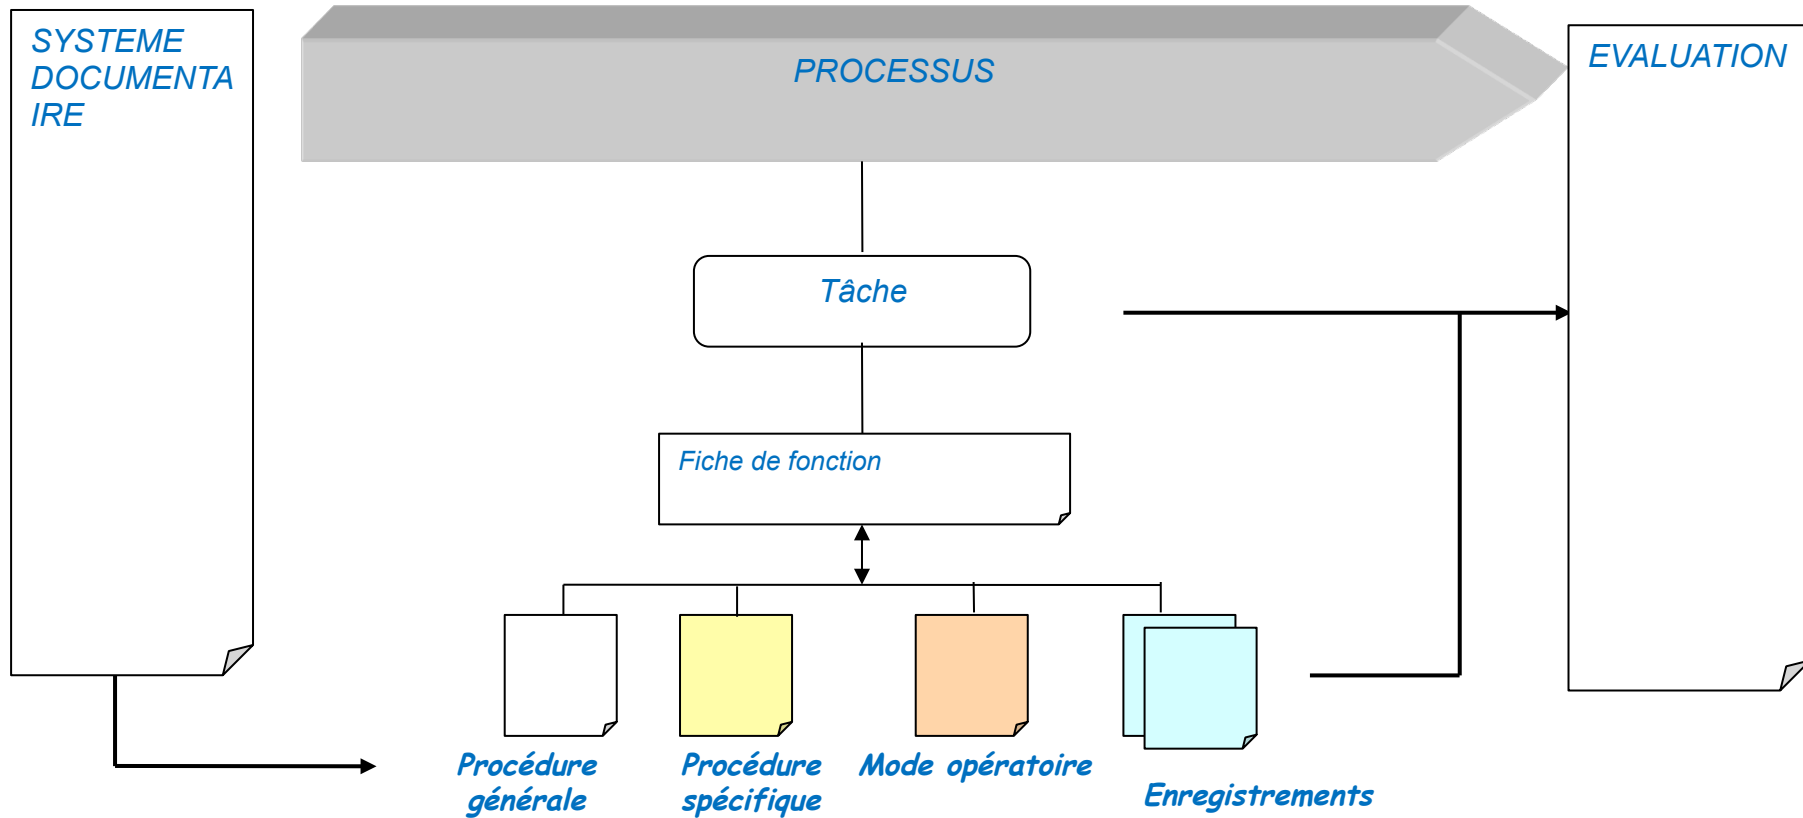 SYSTEME
DOCUMENTA
IRE
PROCESSUS
EVALUATION
Tâche
Fiche de fonction
Procédure
générale
Procédure
spécifique
Mode opératoire
Enregistrements